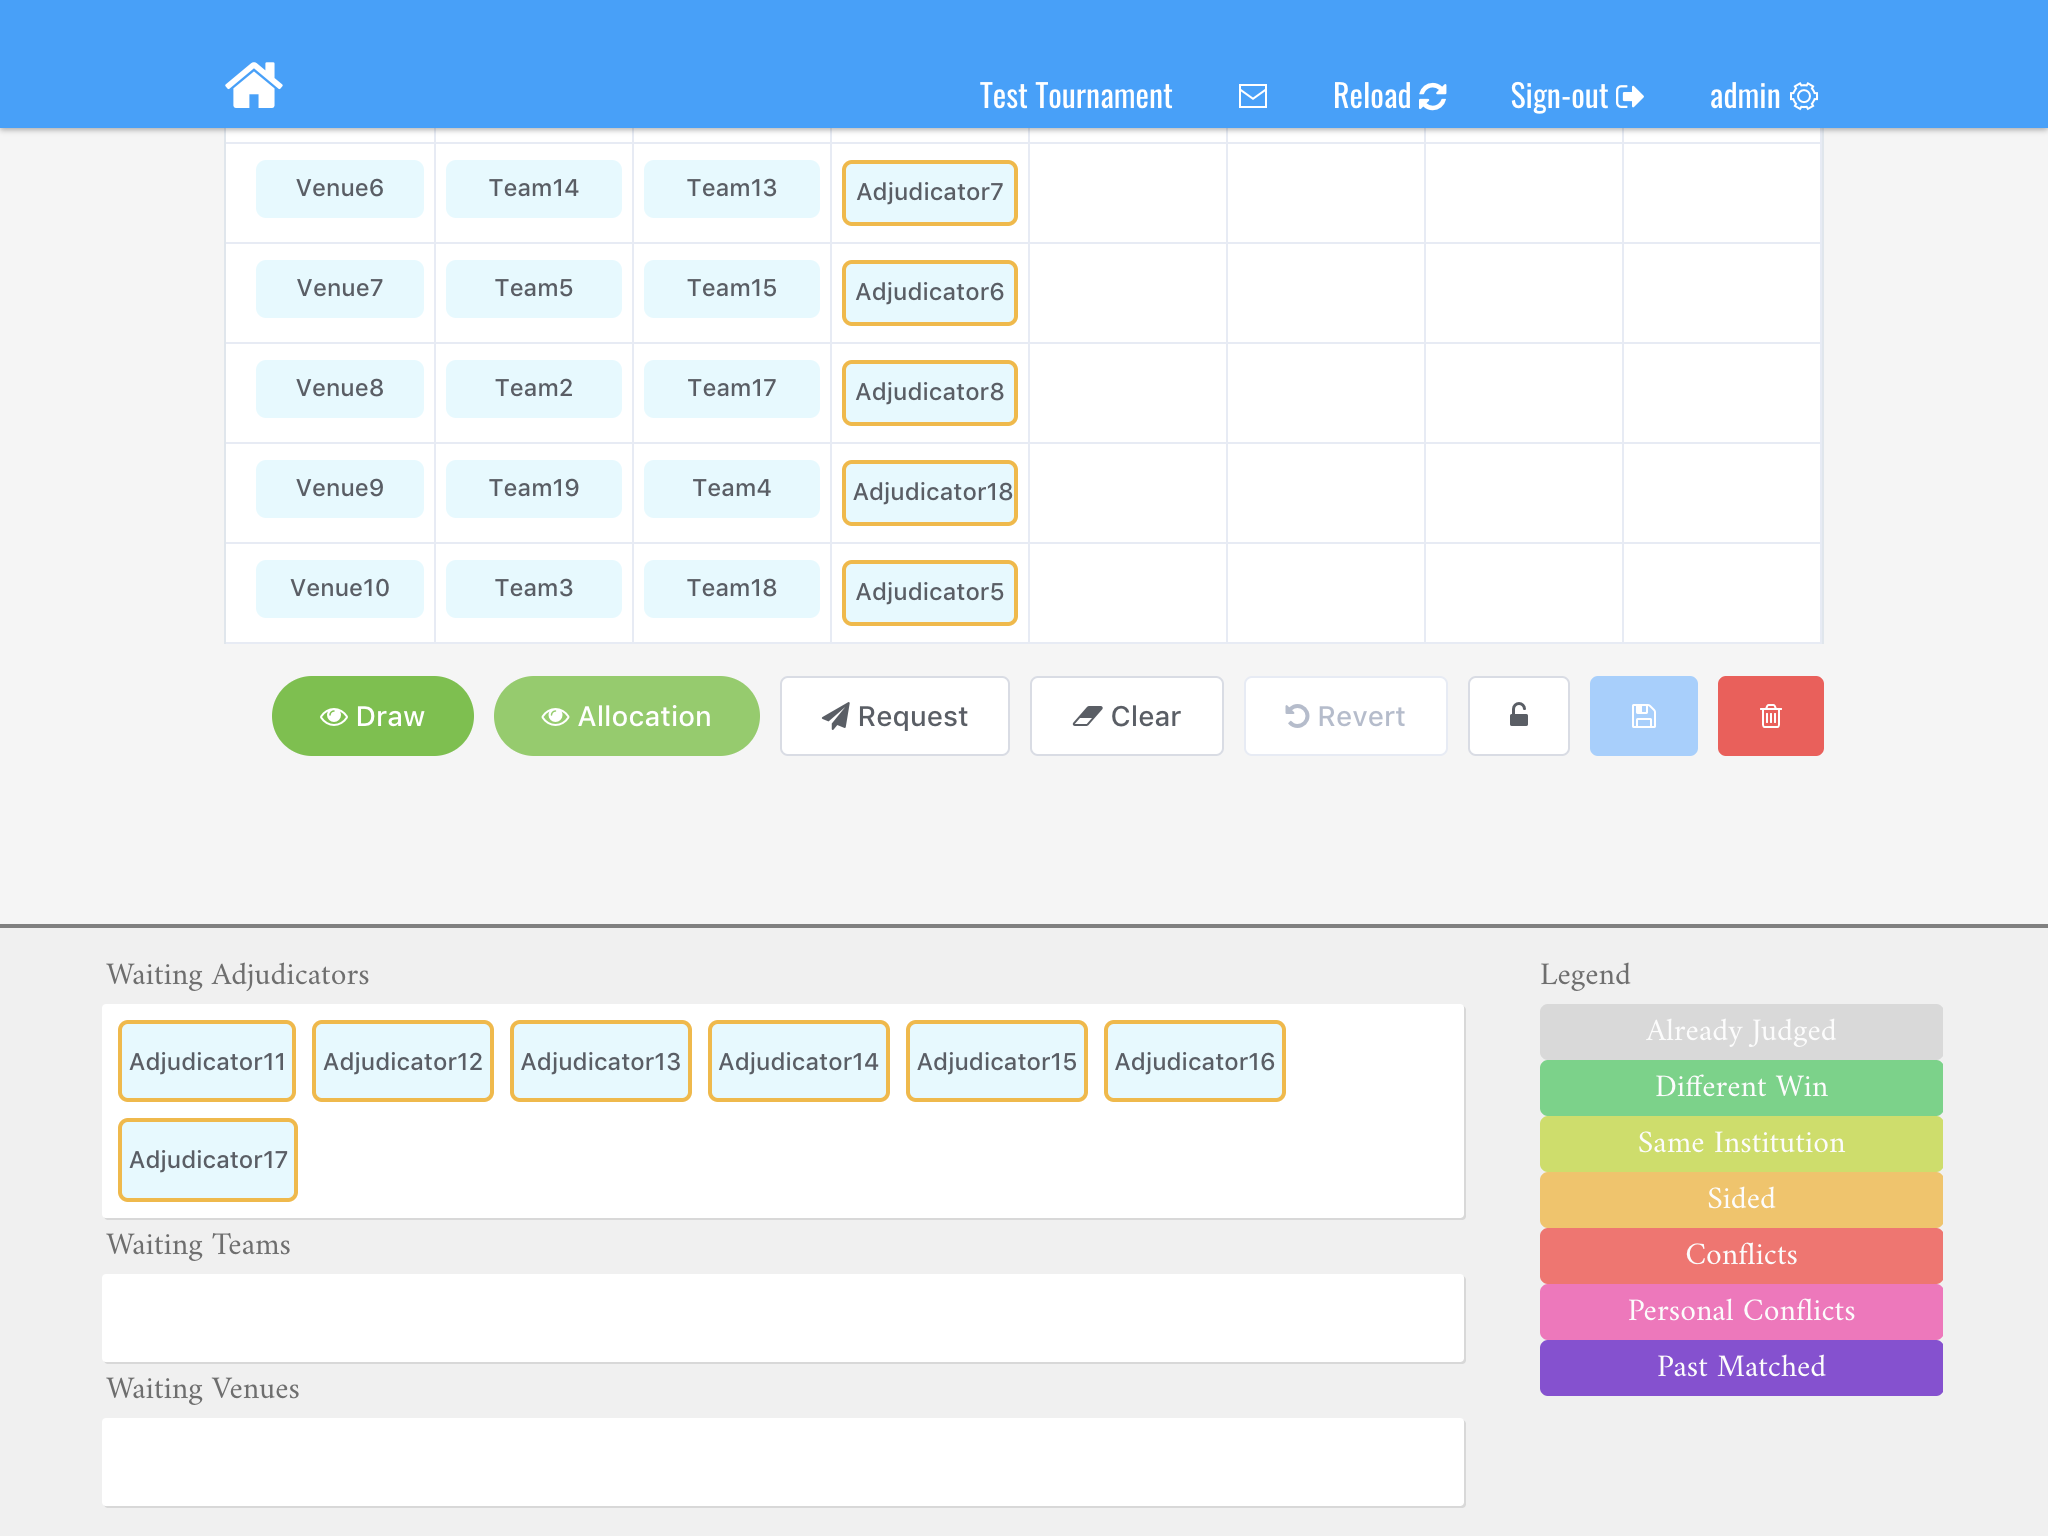 Test Tournament Reload Sign-out admin
Venue6 Team14 Team13 Adjudicator7
Venue7 Team5 Team15 Adjudicator6
Venue8 Team2 Team17 Adjudicator8
Venue9 Team19 Team4 Adjudicator18
Venue10 Team3 Team18 Adjudicator5
Draw Allocation Request Clear Revert
Waiting Adjudicators
Adjudicator11 Adjudicator12 Adjudicator13 Adjudicator14 Adjudicator15 Adjudicator16
Adjudicator17
Waiting Teams
Waiting Venues
Legend
Already Judged
Different Win
Same Institution
Sided
Conflicts
Personal Conflicts
Past Matched